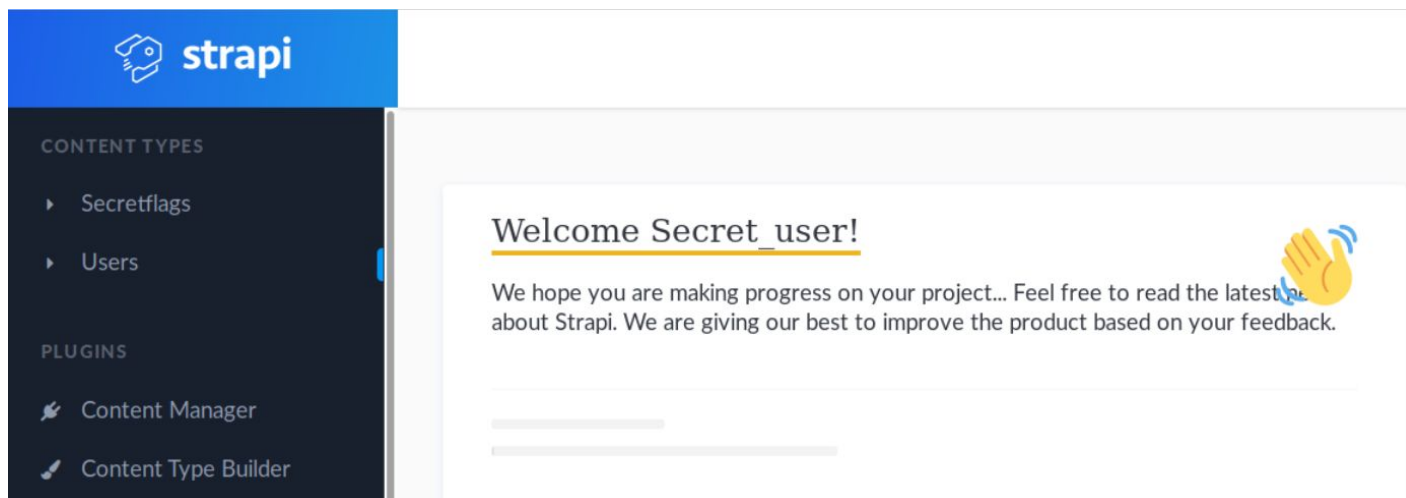 strapi
CONTENT TYPES
Secretflags
Users
PLUGINS
Content Manager
Content Type Builder
Welcome Secret_user!
We hope you are making progress on your project... Feel free to read the latest
about Strapi. We are giving our best to improve the product based on your feedback.